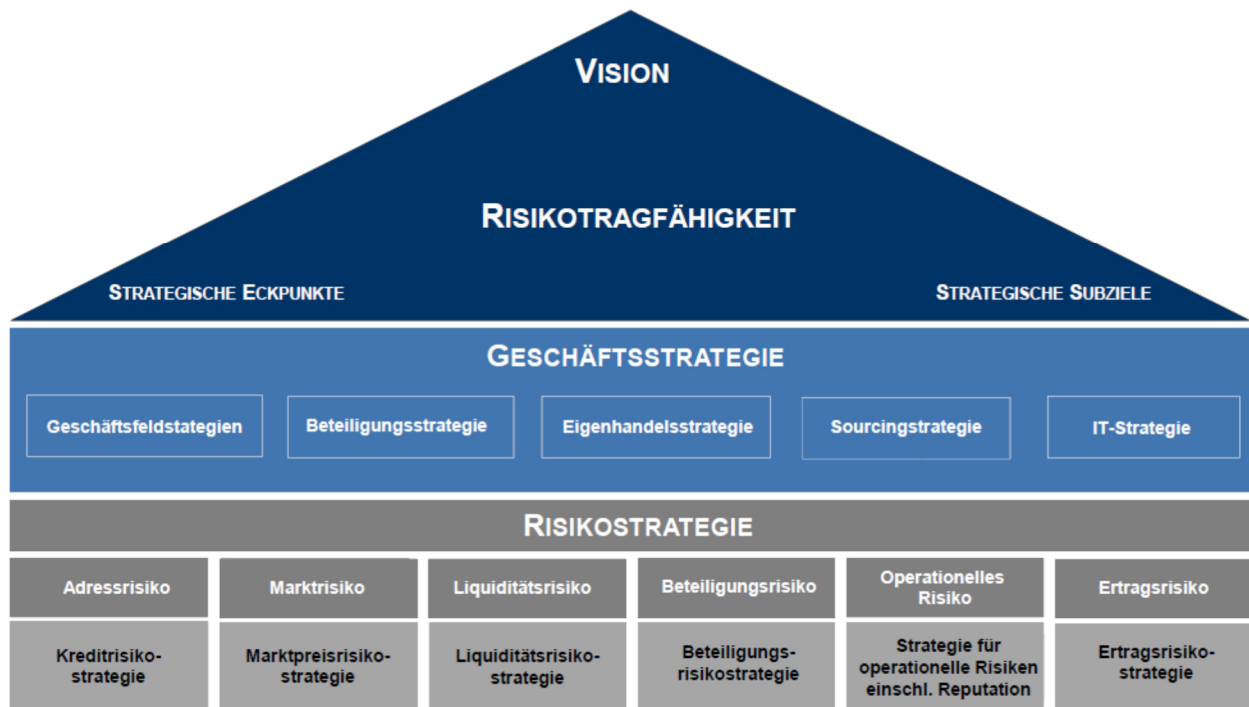 VISION
RISIKOTRAGFÄHIGKEIT
STRATEGISCHE ECKPUNKTE
STRATEGISCHE SUBZIELE
GESCHÄFTSSTRATEGIE
Geschäftsfeldstategien
Beteiligungsstrategie
Eigenhandelsstrategie
Sourcingstrategie
IT-Strategie
RISIKOSTRATEGIE
Adressrisiko
Marktrisiko
Liquiditätsrisiko
Beteiligungsrisiko
Operationelles
Risiko
Ertragsrisiko
Kreditrisiko-
strategie
Marktpreisrisiko-
strategie
Liquiditätsrisiko-
strategie
Beteiligungs-
risikostrategie
Strategie für
operationelle Risiken
einschl. Reputation
Ertragsrisiko-
strategie